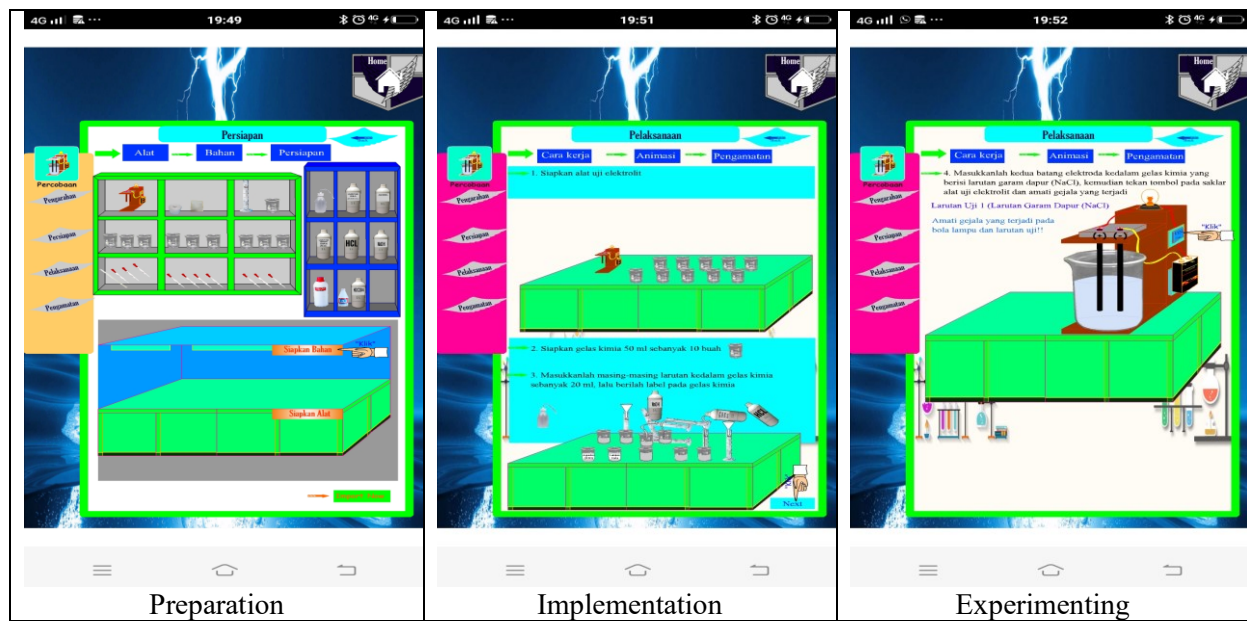 4G
19:49
4G
Home
Persiapan
Alat
Bahan
Persiapan
Percobaan
Pengarahan
Persiapan
Pelaksanaan
Pengamatan
HCL
Siapkan Bahan
"Klik"
Siapkan Alat
Preparation
4G
19:51
4G
Home
Pelaksanaan
Cara kerja
Animasi
Pengamatan
Percobaan
Pengarahan
Persiapan
Pelaksanaan
Pengamatan
1. Siapkan alat uji elektrolit
2. Siapkan gelas kimia 50 ml sebanyak 10 buah
3. Masukkanlah masing-masing larutan kedalam gelas kimia
sebanyak 20 ml, lalu berilah label pada gelas kimia
Next
Implementation
4G
19:52
4G
Home
Pelaksanaan
Cara kerja
Animasi
Pengamatan
Percobaan
Pengarahan
Persiapan
Pelaksanaan
Pengamatan
4. Masukkanlah kedua batang elektroda kedalam gelas kimia yang
berisi larutan garam dapur (NaCl), kemudian tekan tombol pada saklar
alat uji elektrolit dan amati gejala yang terjadi
Larutan Uji 1 (Larutan Garam Dapur (NaCl)
Amati gejala yang terjadi pada
bola lampu dan larutan uji!!
"Klik"
Experimenting